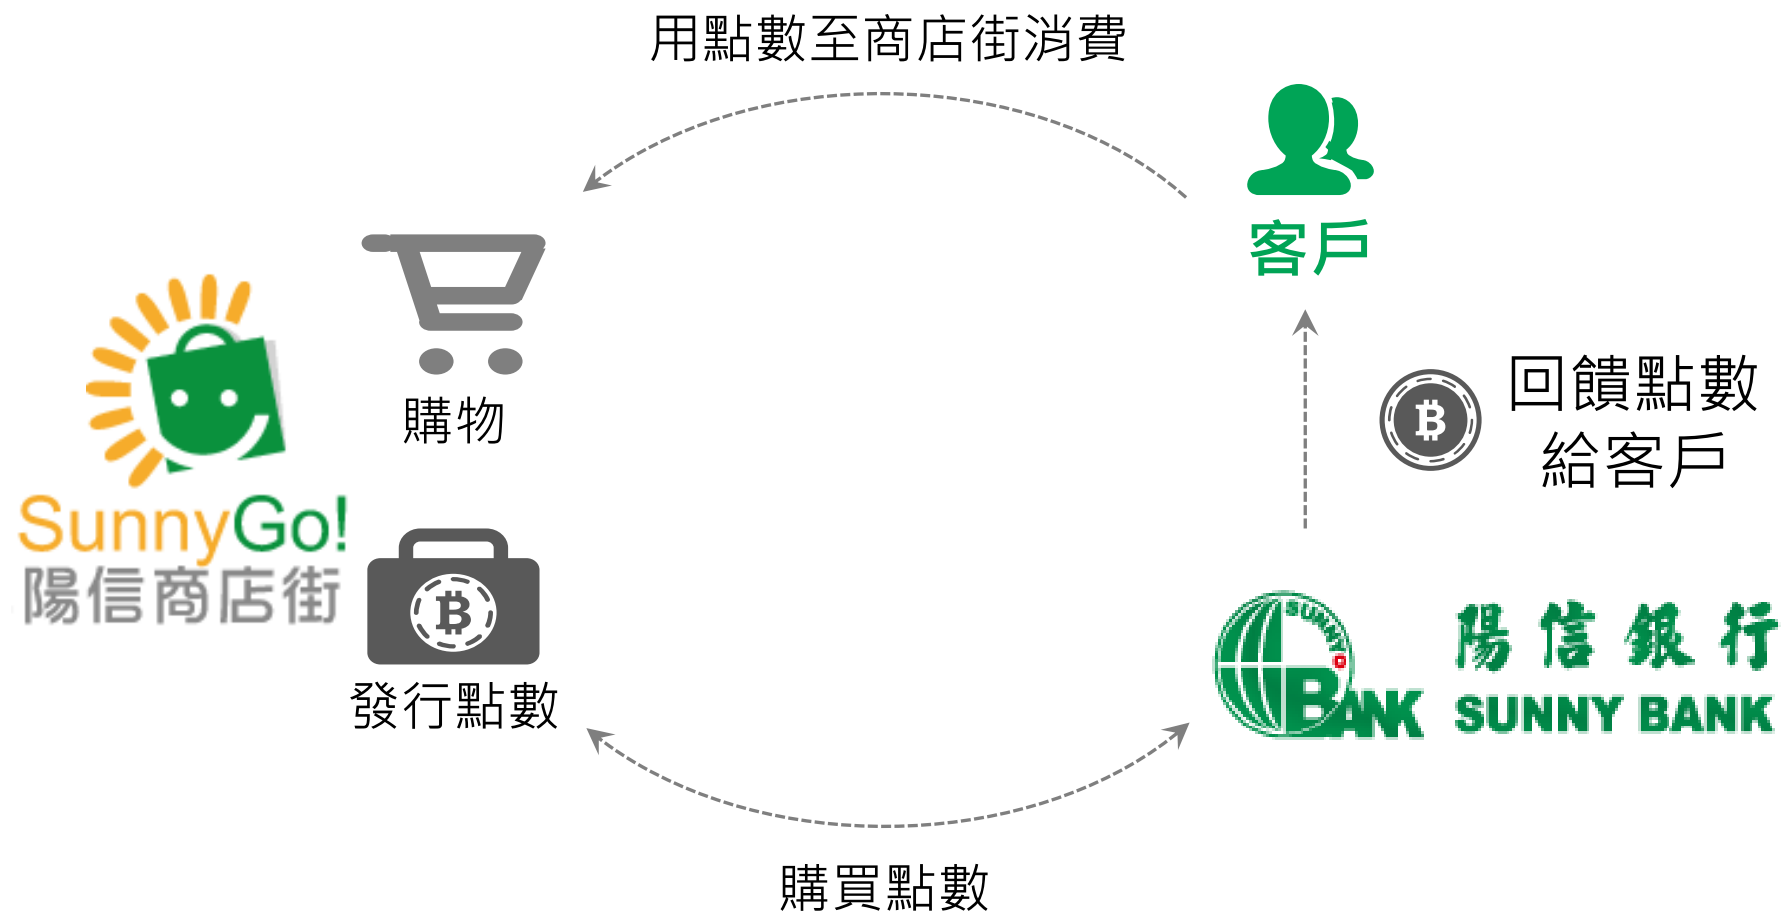 用點數至商店街消費
客戶
購物
回饋點數
給客戶
SunnyGo!
陽信商店街
發行點數
SUNNY
BANK
陽信銀行
SUNNY BANK
購買點數